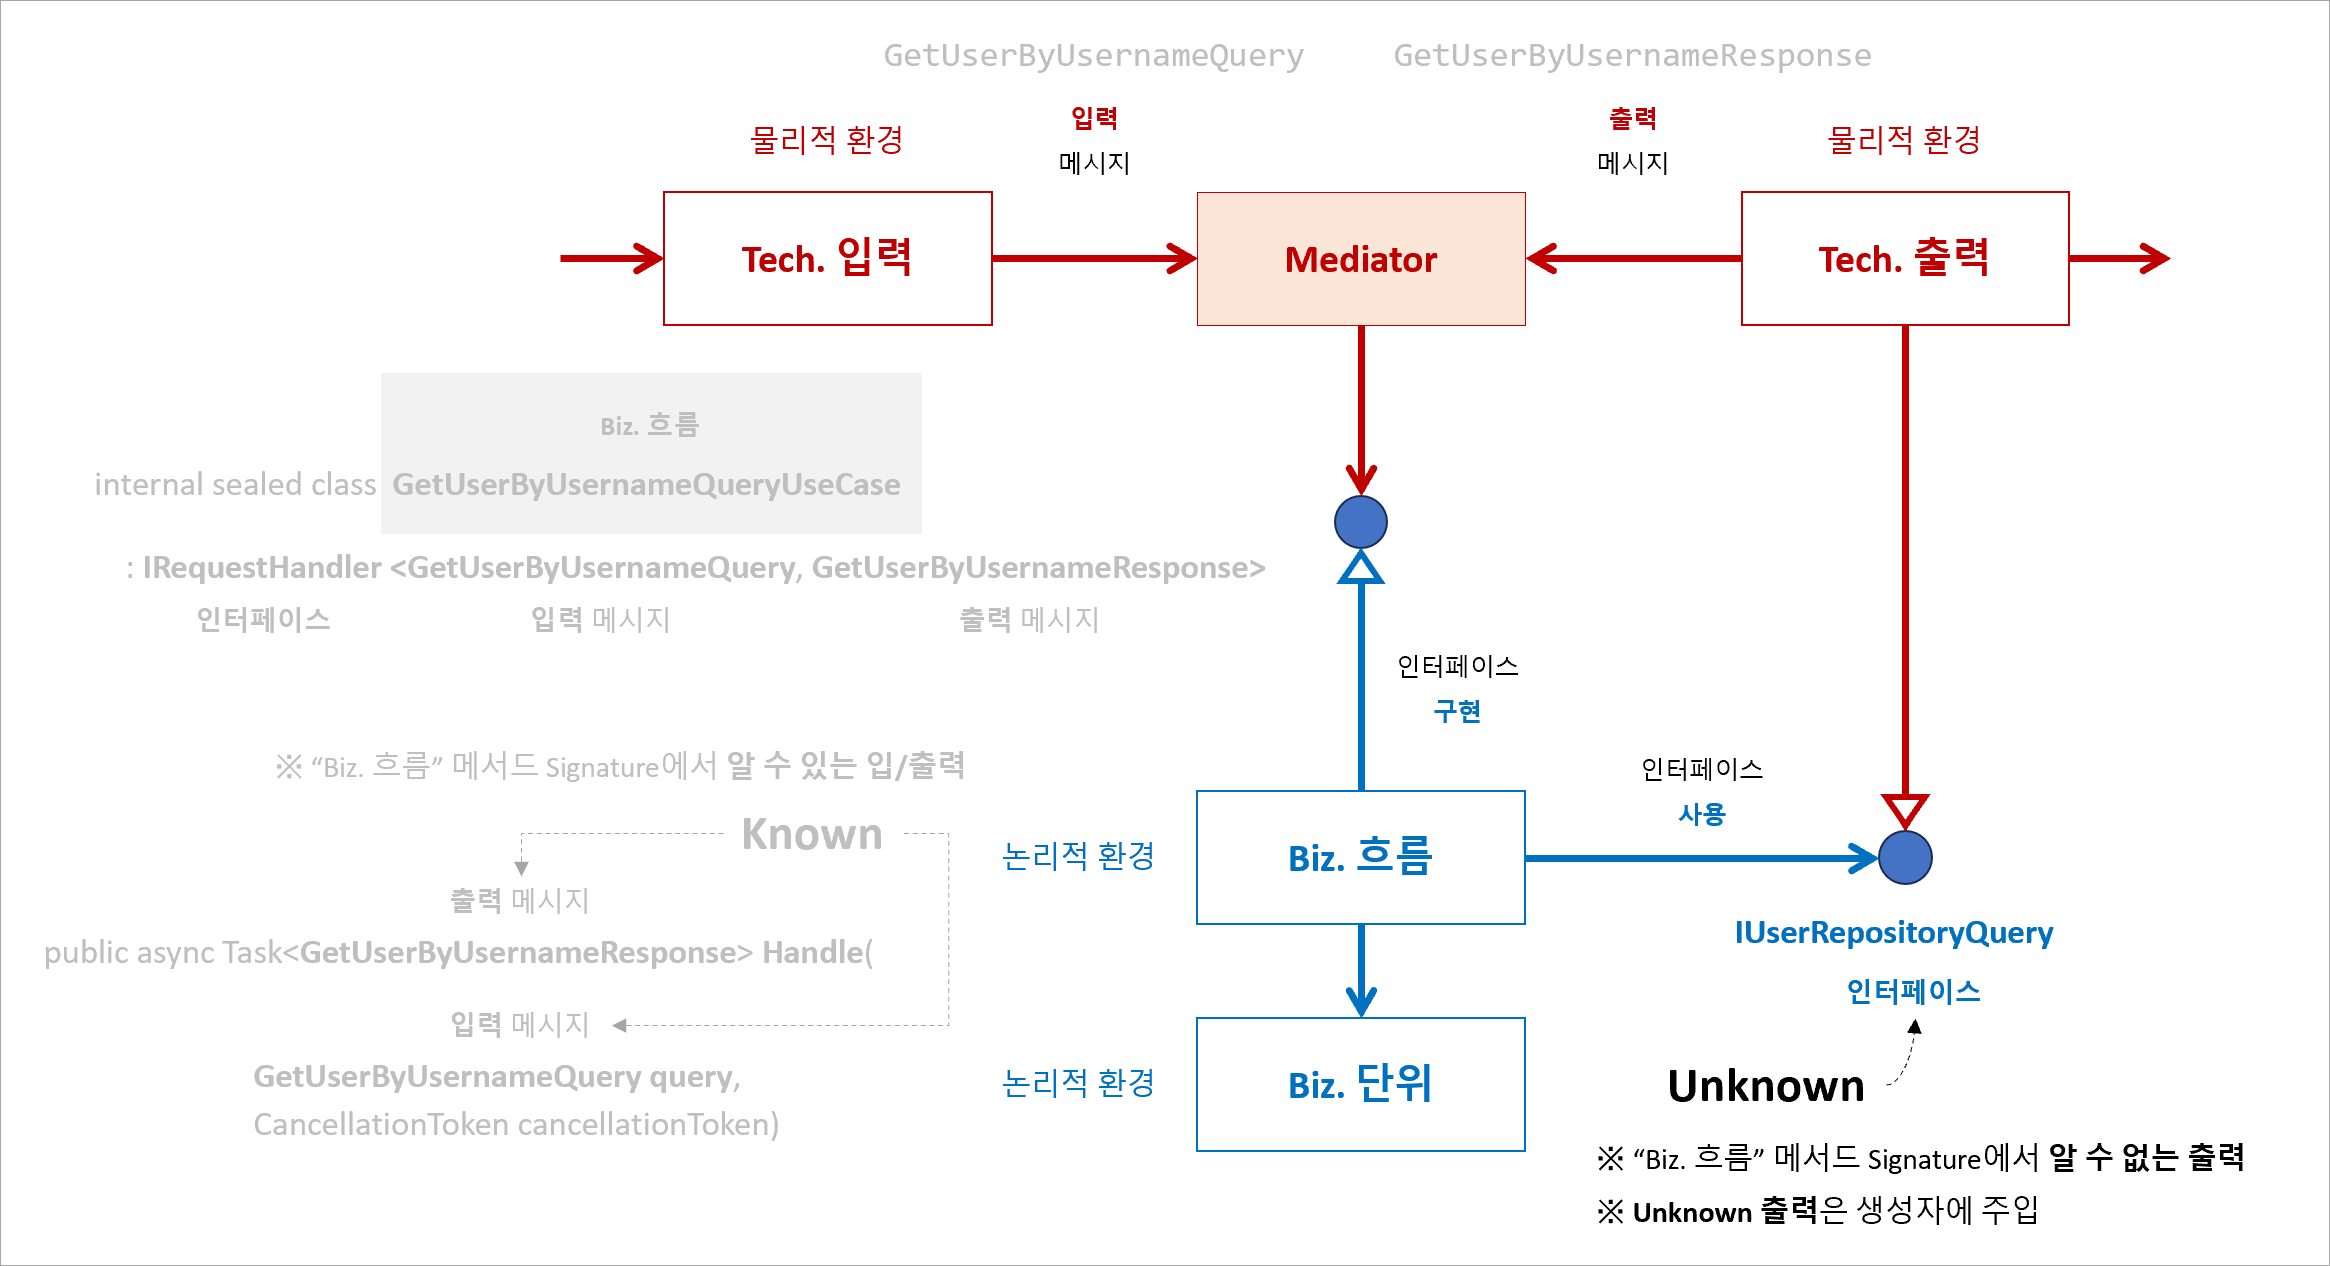 GetUserByUsernameQuery
GetUserByUsernameResponse
입력
메시지
출력
메시지
물리적 환경
물리적 환경
Tech. 입력
Mediator
Tech. 출력
Biz. 흐름
internal sealed class GetUserByUsernameQueryUseCase
: IRequestHandler <GetUserByUsernameQuery, GetUserByUsernameResponse>
인터페이스
입력 메시지
출력 메시지
인터페이스
구현
※ “Biz. 흐름” 메서드 Signature에서 알 수 있는 입/출력
Known
출력 메시지
public async Task<GetUserByUsernameResponse> Handle(
입력 메시지
GetUserByUsernameQuery query,
CancellationToken cancellationToken)
인터페이스
사용
논리적 환경
Biz. 흐름
IUserRepositoryQuery
인터페이스
논리적 환경
Biz. 단위
Unknown
※ “Biz. 흐름” 메서드 Signature에서 알 수 없는 출력
※ Unknown 출력은 생성자에 주입